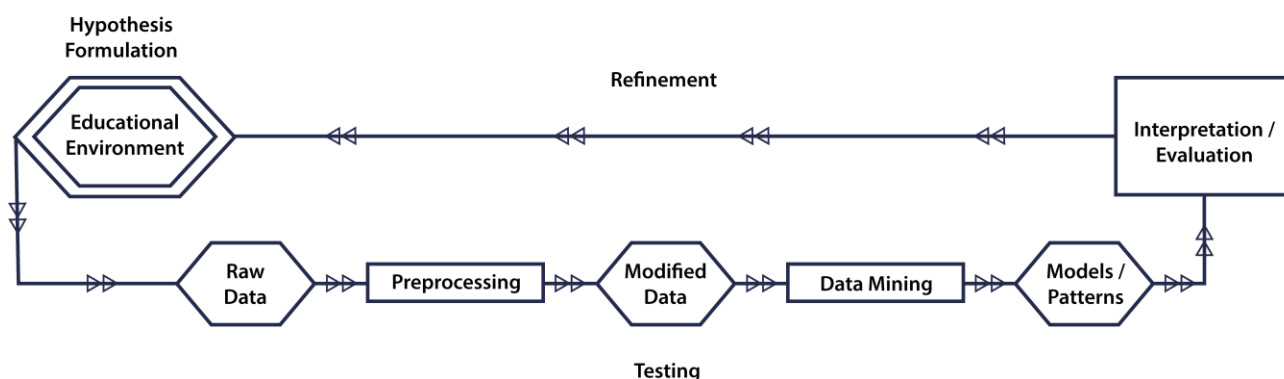 Hypothesis
Formulation
Refinement
Educational
Environment
Interpretation /
Evaluation
Raw
Data
Preprocessing
Modified
Data
Data Mining
Models /
Patterns
Testing